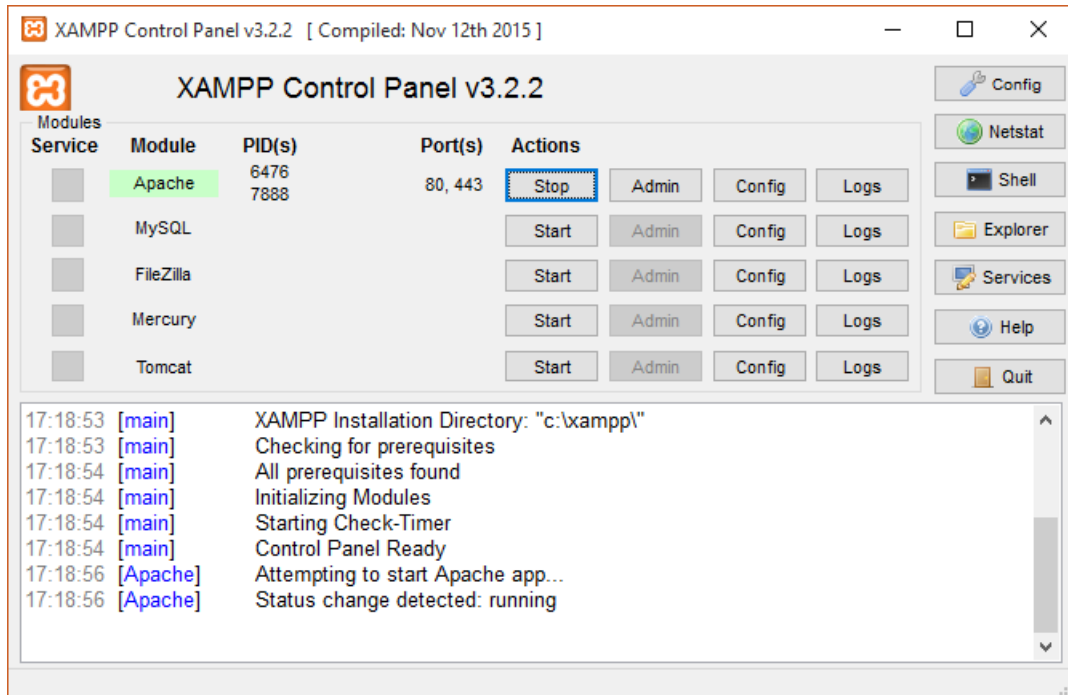 XAMPP Control Panel v3.2.2 [ Compiled: Nov 12th 2015 ]
XAMPP Control Panel v3.2.2
Config
Modules
Netstat
Service Module PID(s) Port(s) Actions
Apache 6476 7888 80, 443 Stop Admin Config Logs
Shell
MySQL Start Admin Config Logs
Explorer
FileZilla Start Admin Config Logs
Services
Mercury Start Admin Config Logs
Help
Tomcat Start Admin Config Logs
Quit
17:18:53 [main] XAMPP Installation Directory: "c:\xampp\"
17:18:53 [main] Checking for prerequisites
17:18:54 [main] All prerequisites found
17:18:54 [main] Initializing Modules
17:18:54 [main] Starting Check-Timer
17:18:54 [main] Control Panel Ready
17:18:56 [Apache] Attempting to start Apache app...
17:18:56 [Apache] Status change detected: running